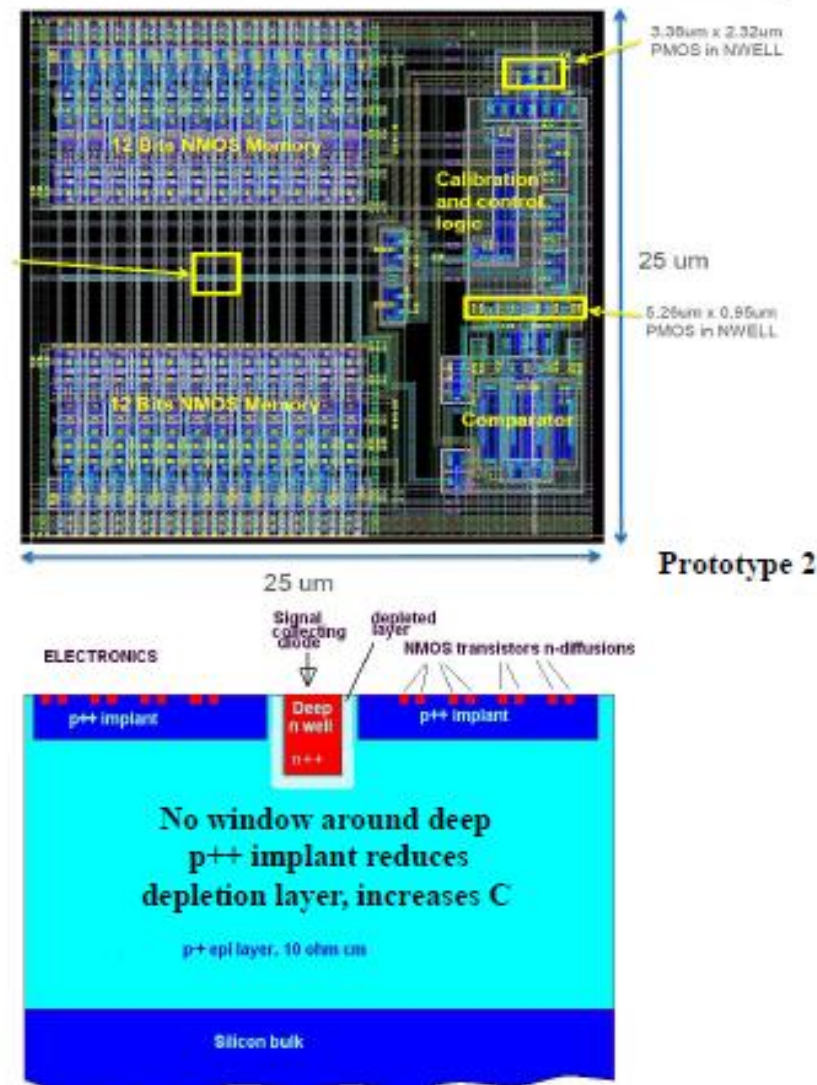 3.36um x 2.32um
PMOS in NWELL
12 Bits NMOS Memory
Calibration
and control
logic
25 um
5.26um x 0.95um
PMOS in NWELL
12 Bits NMOS Memory
Comparator
25 um
Prototype 2
Signal
collecting
diode
depleted
layer
ELECTRONICS
NMOS transistors n-diffusions
p++ implant
Deep
n well
n++
p++ Implant
No window around deep
p++ implant reduces
depletion layer, increases C
p+ epi layer. 10 ohm cm
Silicon bulk